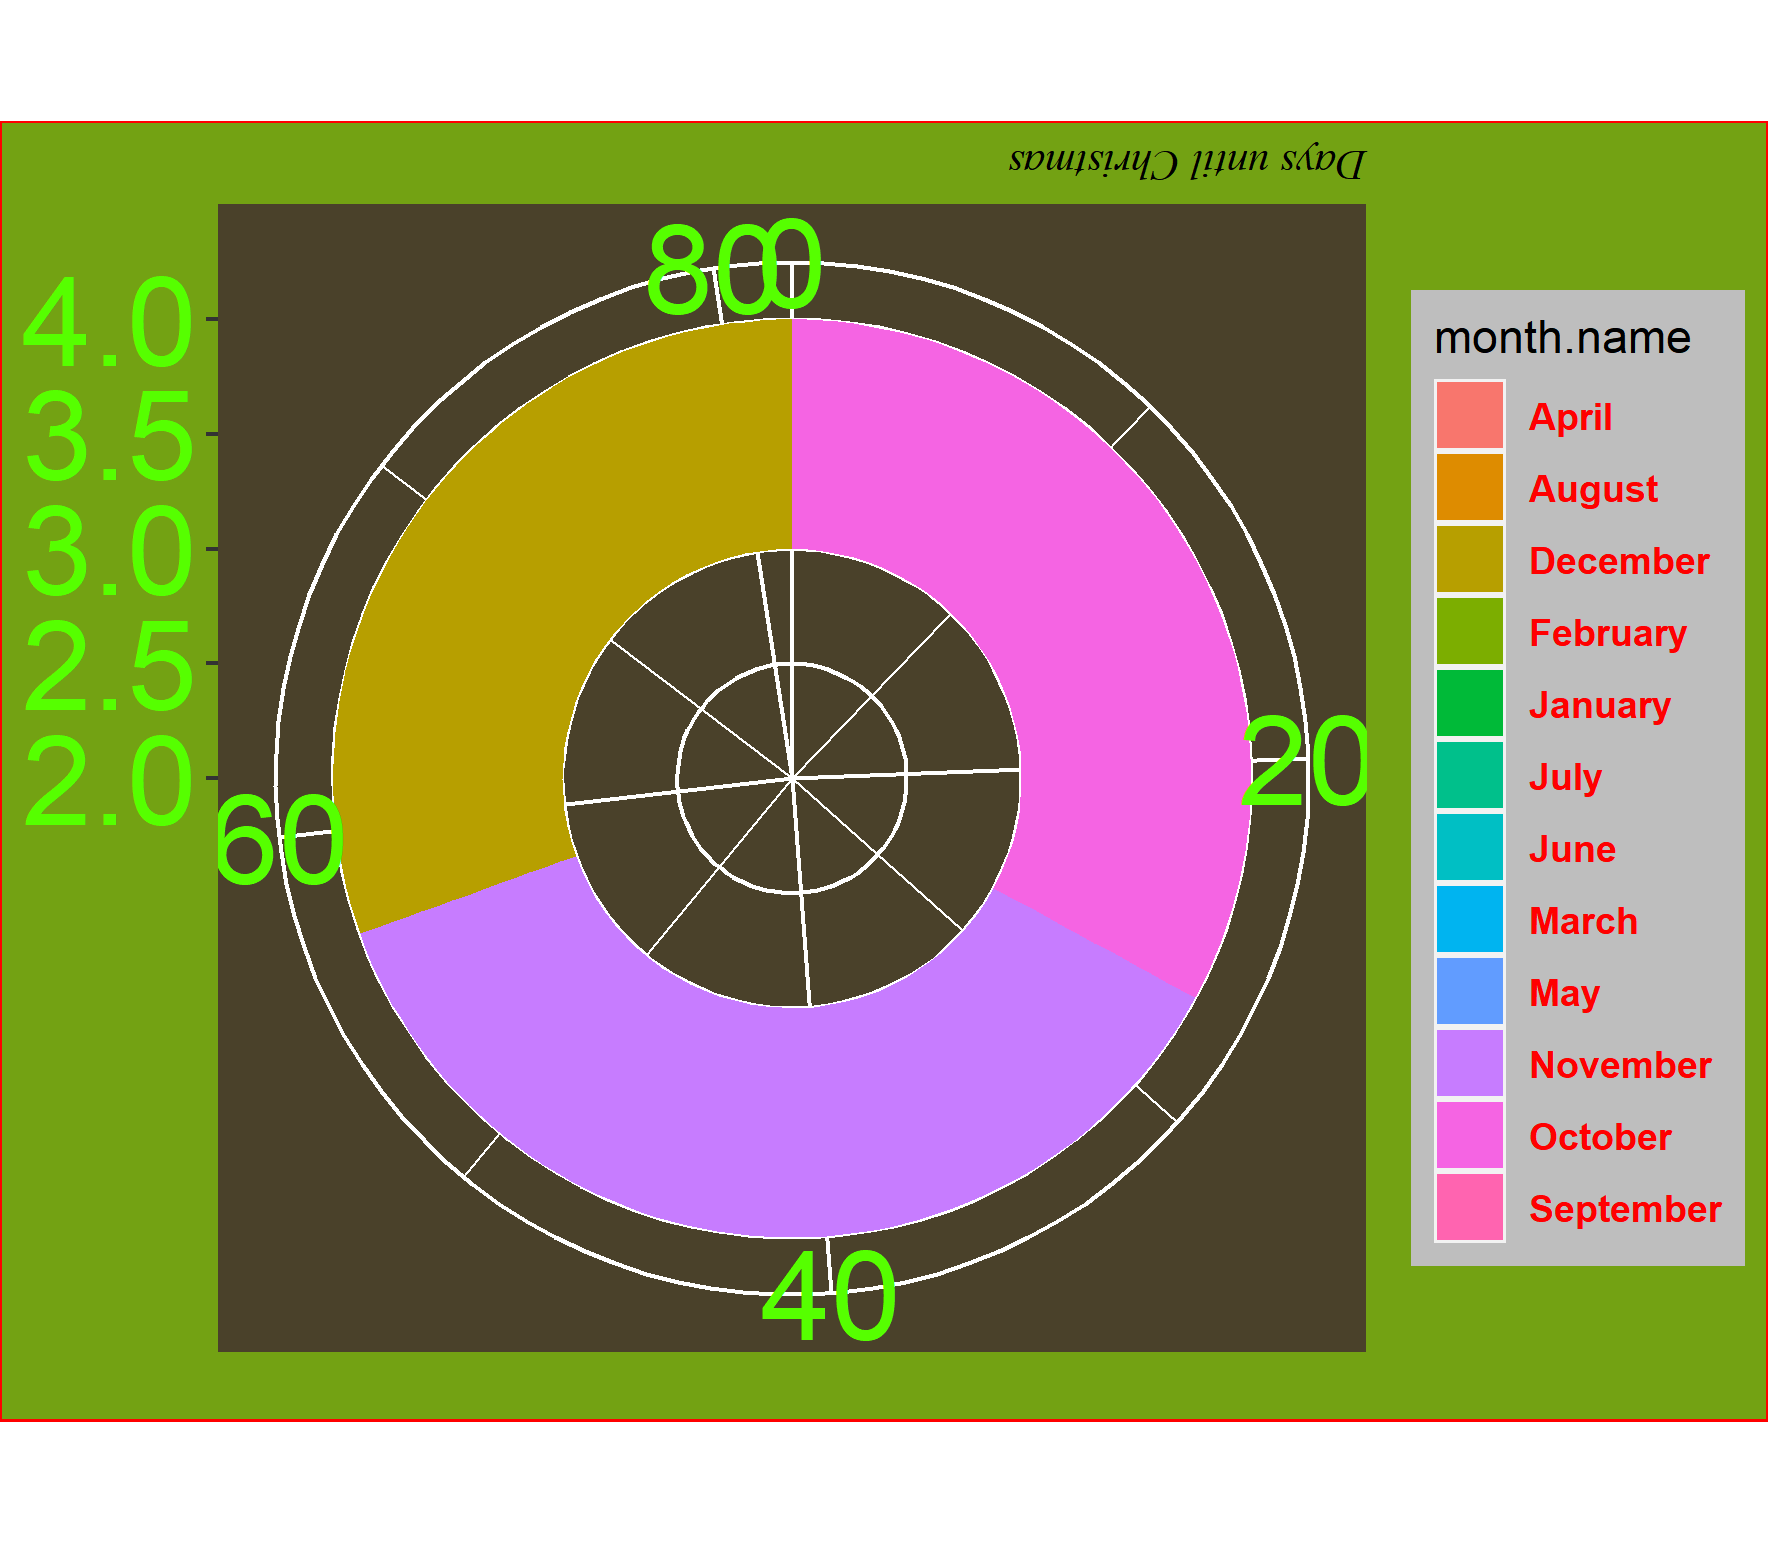 Days until Christmas
4.0
3.5
3.0
2.5
2.0
80
0
20
60
40
month.name
April
August
December
February
January
July
June
March
May
November
October
September